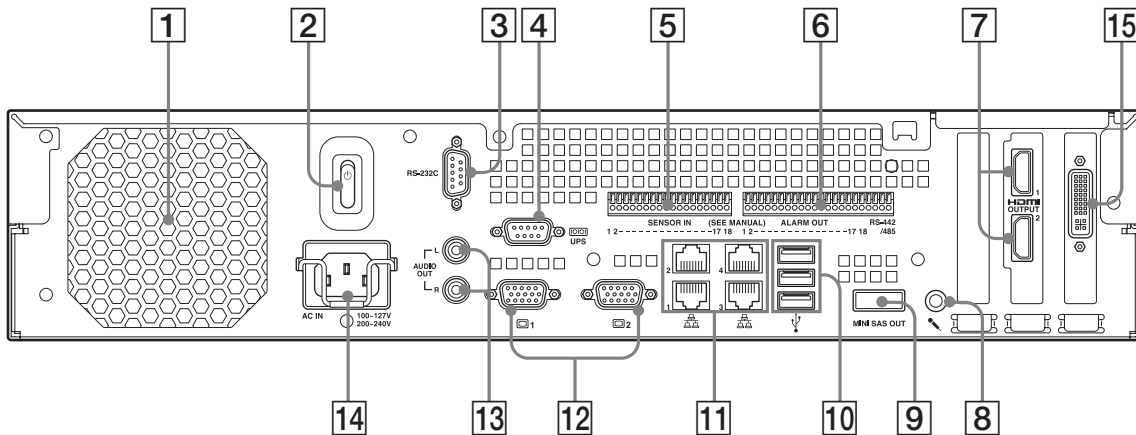 1 2 3 4 5 6 7 15
RS-232C
1
HDMI
OUTPUT
2
SENSOR IN (SEE MANUAL) ALARM OUT RS-442
1 2 17 18 1 2 17 18 /485
UPS
L
AUDIO
OUT
R
2 4
1 3
AC IN 100-127V
200-240V
1 2
MINI SAS OUT
14 13 12 11 10 9 8